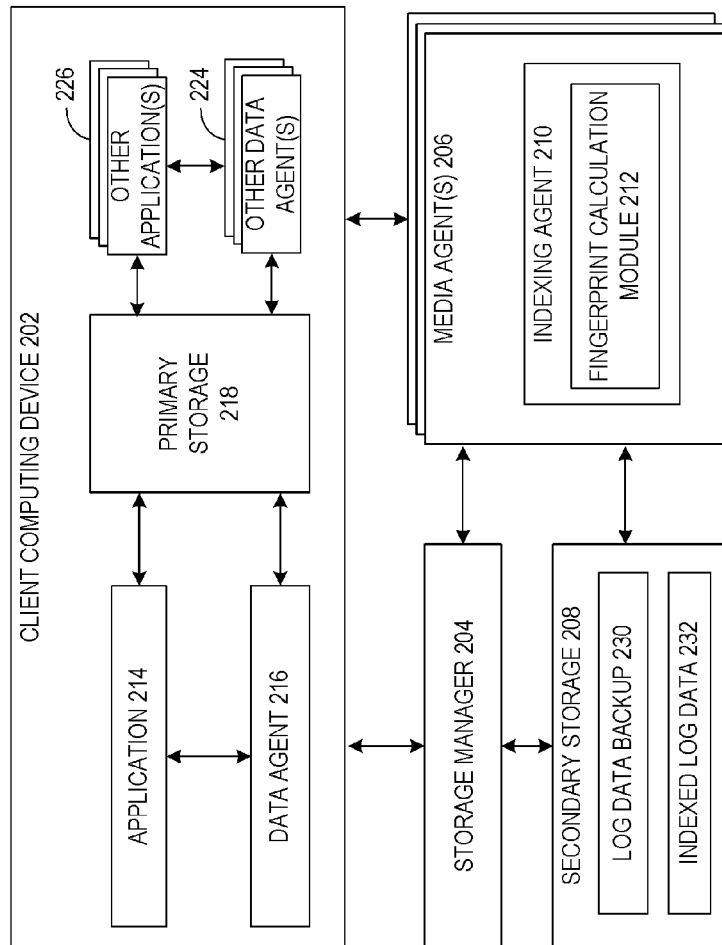 CLIENT COMPUTING DEVICE 202
APPLICATION 214
DATA AGENT 216
PRIMARY
STORAGE
218
226
OTHER
APPLICATION(S)
224
OTHER DATA
AGENT(S)
STORAGE MANAGER 204
SECONDARY STORAGE 208
LOG DATA BACKUP 230
INDEXED LOG DATA 232
MEDIA AGENT(S) 206
INDEXING AGENT 210
FINGERPRINT CALCULATION
MODULE 212